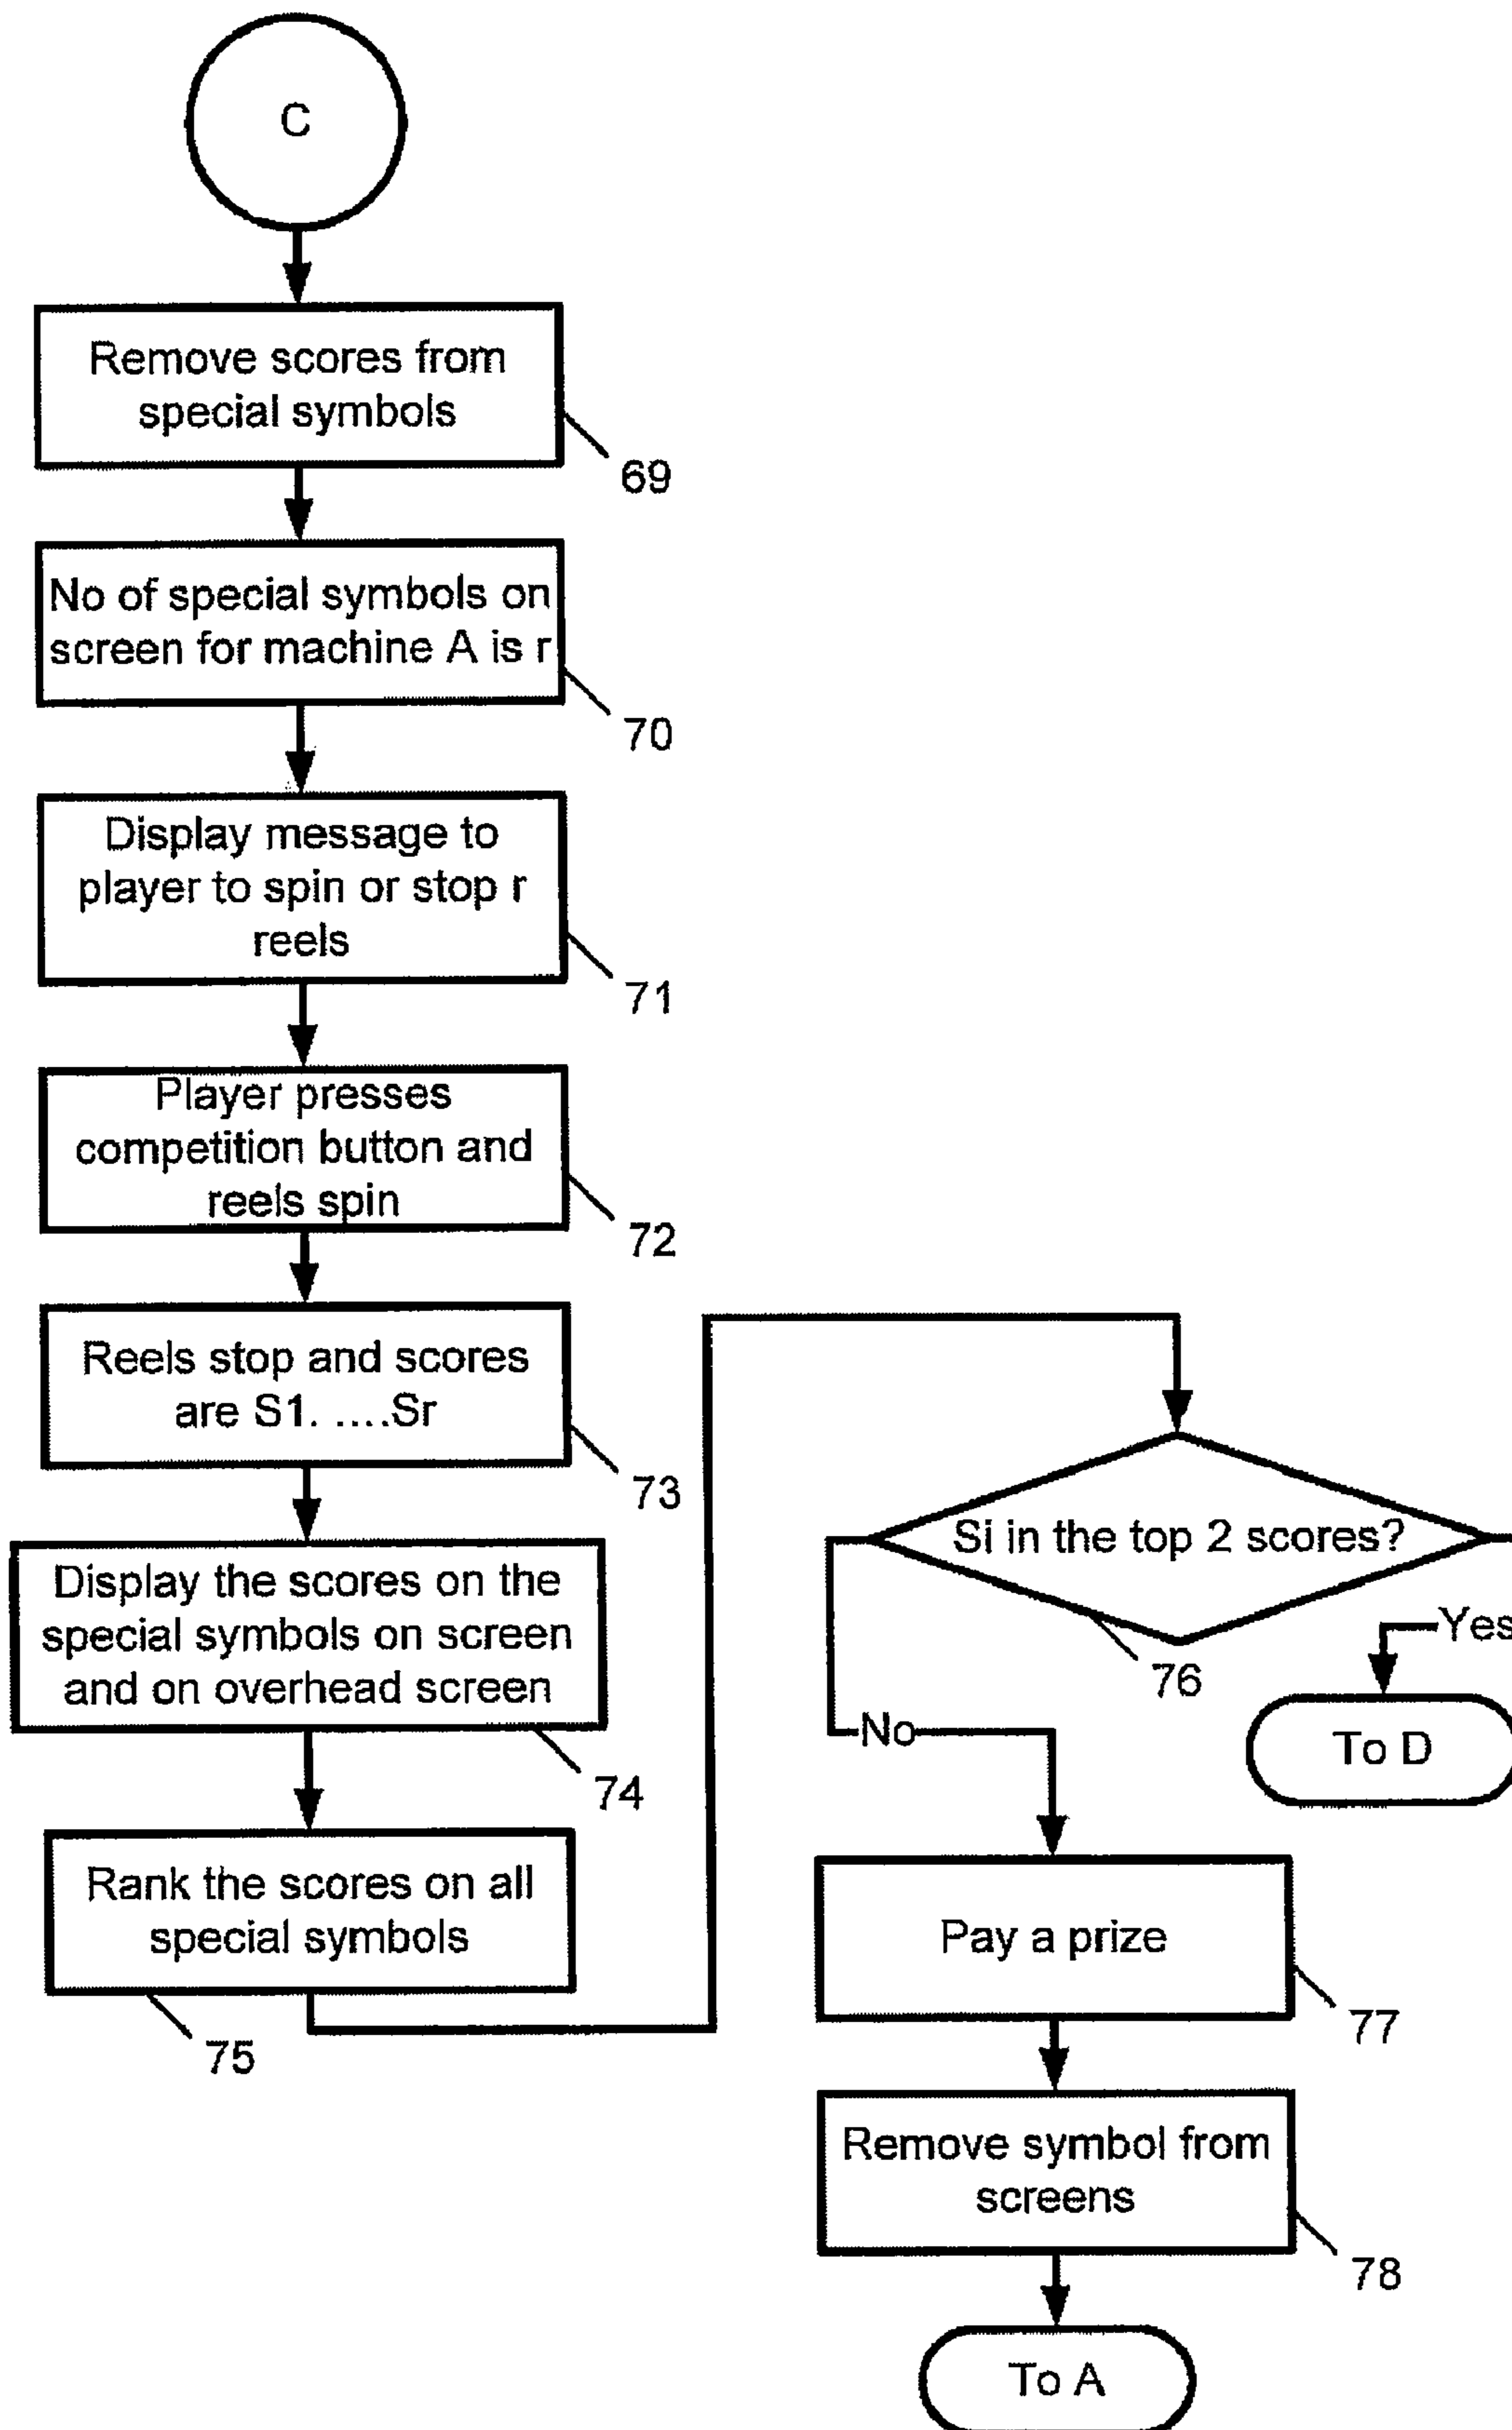 C
Remove scores from
special symbols
69
No of special symbols on
screen for machine A is r
70
Display message to
player to spin or stop r
reels
71
Player presses
competition button and
reels spin
72
Reels stop and scores
are S1. ....Sr
73
Display the scores on the
special symbols on screen
and on overhead screen
74
Rank the scores on all
special symbols
75
Si in the top 2 scores?
76
Yes
To D
No
Pay a prize
77
Remove symbol from
screens
78
To A